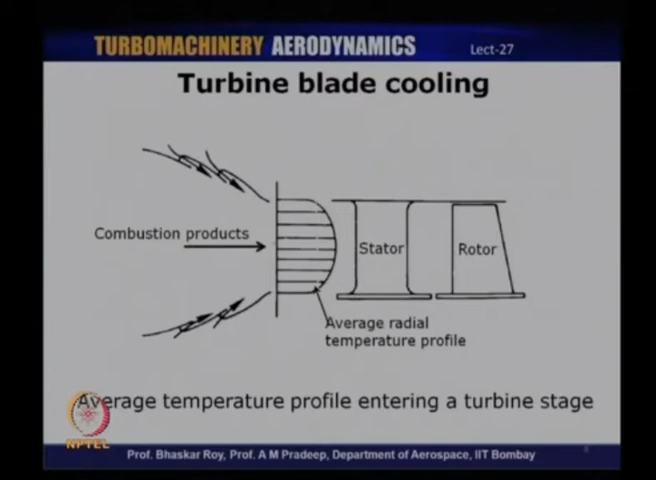 TURBOMACHINERY AERODYNAMICS Lect-27
Turbine blade cooling
Combustion products
Stator
Rotor
Average radial
temperature profile
Average temperature profile entering a turbine stage
NPTEL
Prof. Bhaskar Roy, Prof. A M Pradeep, Department of Aerospace, IIT Bombay